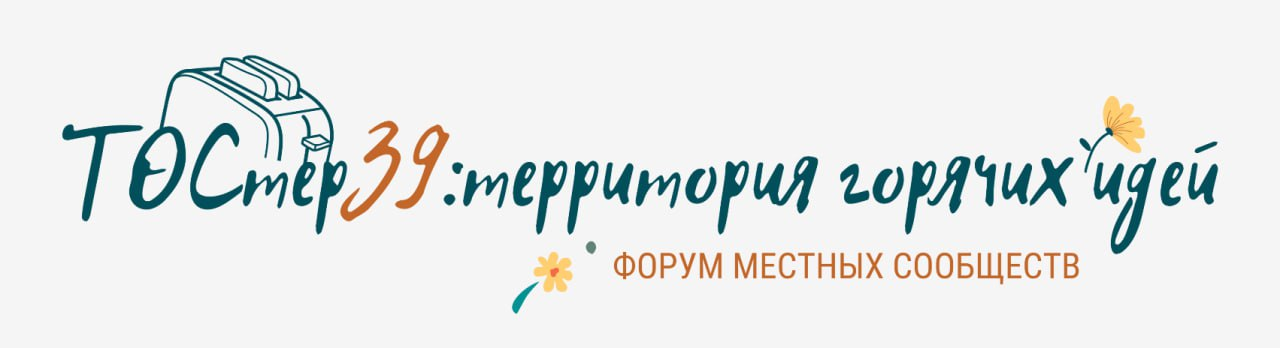 ТОСтер39:территория горячих идей
ФОРУМ МЕСТНЫХ СООБЩЕСТВ